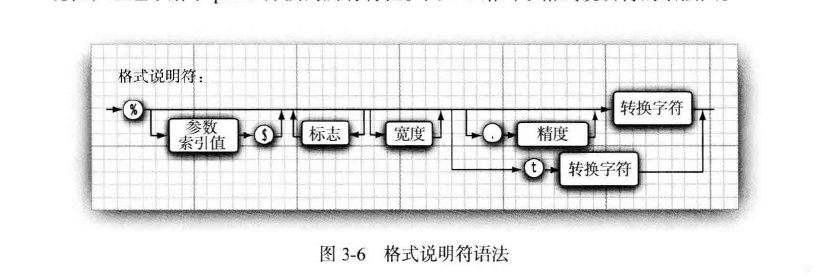 格式说明符：
% 参数索引值 $ 标志 宽度 . 精度 转换字符
t 转换字符
图 3-6 格式说明符语法